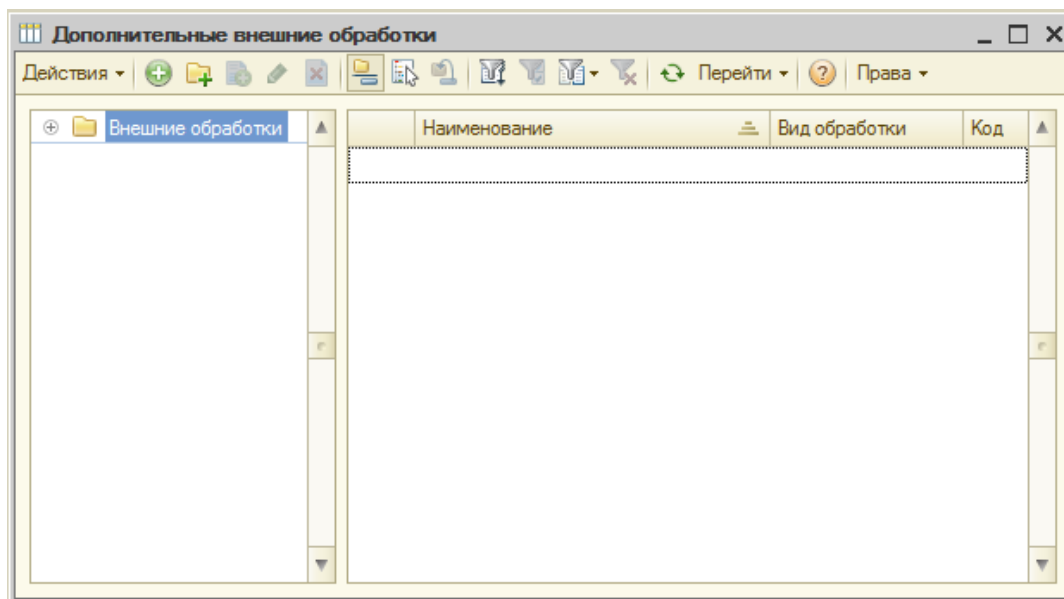 Дополнительные внешние обработки
Действия Перейти Права
Внешние обработки
Наименование Вид обработки Код